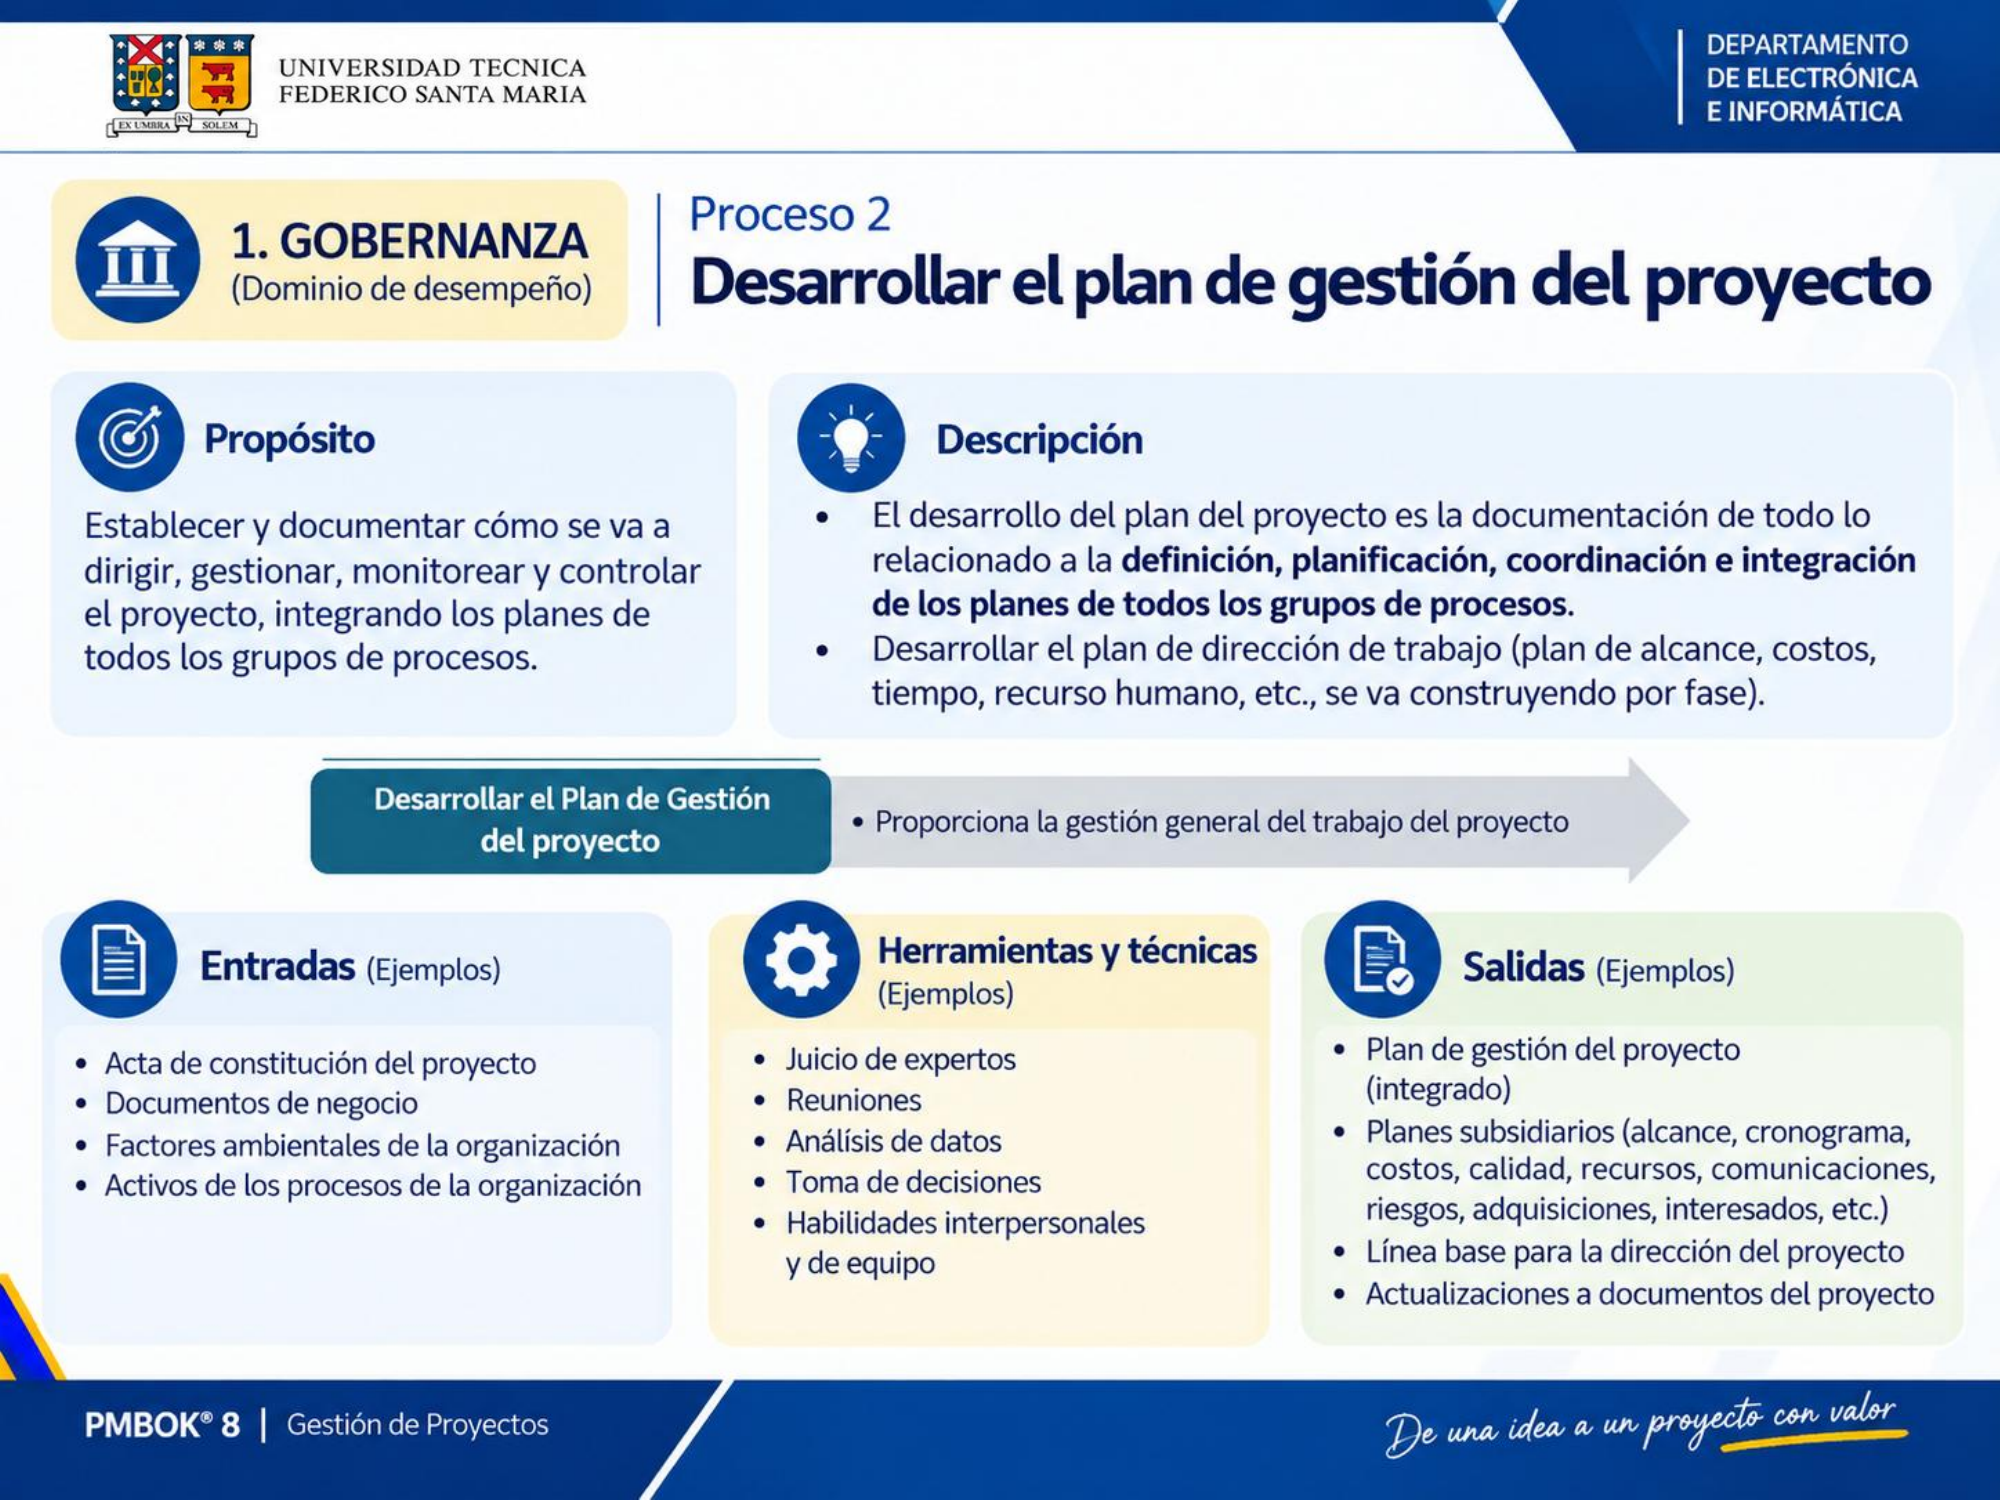 UNIVERSIDAD TECNICA
FEDERICO SANTA MARIA
EX UMBRA IN SOLEM
DEPARTAMENTO
DE ELECTRÓNICA
E INFORMÁTICA
1. GOBERNANZA
(Dominio de desempeño)
Proceso 2
Desarrollar el plan de gestión del proyecto
Propósito
Establecer y documentar cómo se va a
dirigir, gestionar, monitorear y controlar
el proyecto, integrando los planes de
todos los grupos de procesos.
Descripción
• El desarrollo del plan del proyecto es la documentación de todo lo
relacionado a la definición, planificación, coordinación e integración
de los planes de todos los grupos de procesos.
• Desarrollar el plan de dirección de trabajo (plan de alcance, costos,
tiempo, recurso humano, etc., se va construyendo por fase).
Desarrollar el Plan de Gestión
del proyecto
• Proporciona la gestión general del trabajo del proyecto
Entradas (Ejemplos)
• Acta de constitución del proyecto
• Documentos de negocio
• Factores ambientales de la organización
• Activos de los procesos de la organización
Herramientas y técnicas
(Ejemplos)
• Juicio de expertos
• Reuniones
• Análísis de datos
• Toma de decisiones
• Habilidades interpersonales
y de equipo
Salidas (Ejemplos)
• Plan de gestión del proyecto
(integrado)
• Planes subsidiarios (alcance, cronograma,
costos, calidad, recursos, comunicaciones,
riesgos, adquisiciones, interesados, etc.)
• Línea base para la dirección del proyecto
• Actualizaciones a documentos del proyecto
PMBOK® 8 | Gestión de Proyectos
De una idea a un proyecto con valor